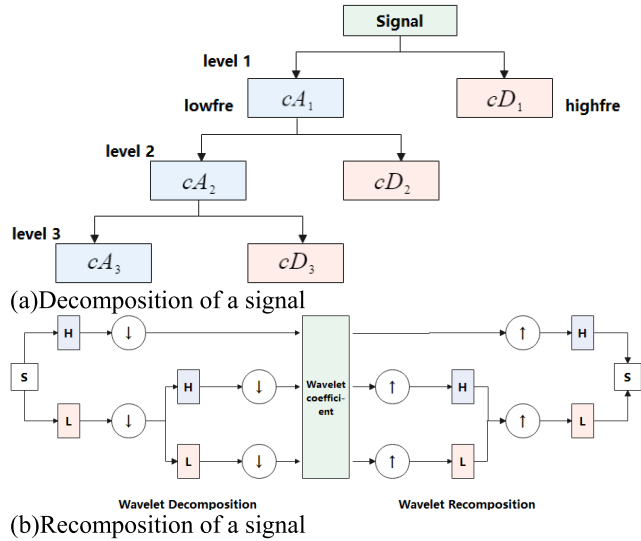 Signal
level 1
lowfre cA₁ cD₁ highfre
level 2
cA₂ cD₂
level 3
cA₃ cD₃
(a)Decomposition of a signal
H ↓ ↑ H
S S
Wavelet
coeffici-
ent
H ↓ ↑ H
L ↓ ↑ L
L ↓ ↑ L
Wavelet Decomposition Wavelet Recomposition
(b)Recomposition of a signal